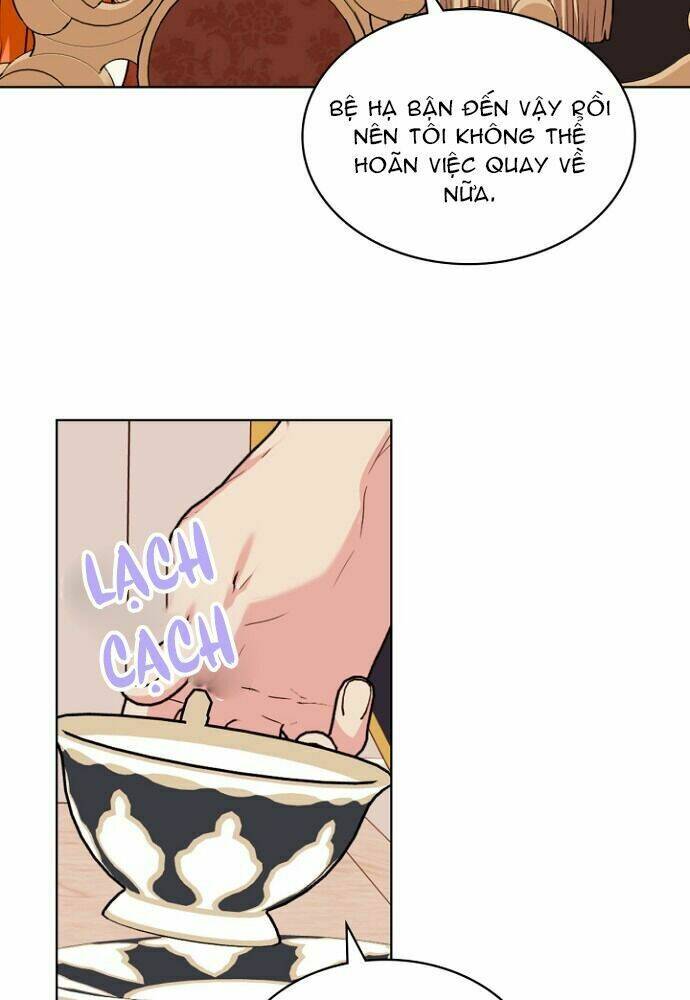 BỆ HẠ BẬN ĐẾN VẬY RỒI
NÊN TÔI KHÔNG THỂ
HOÃN VIỆC QUAY VỀ
NỮA.
LẠCH
CẠCH